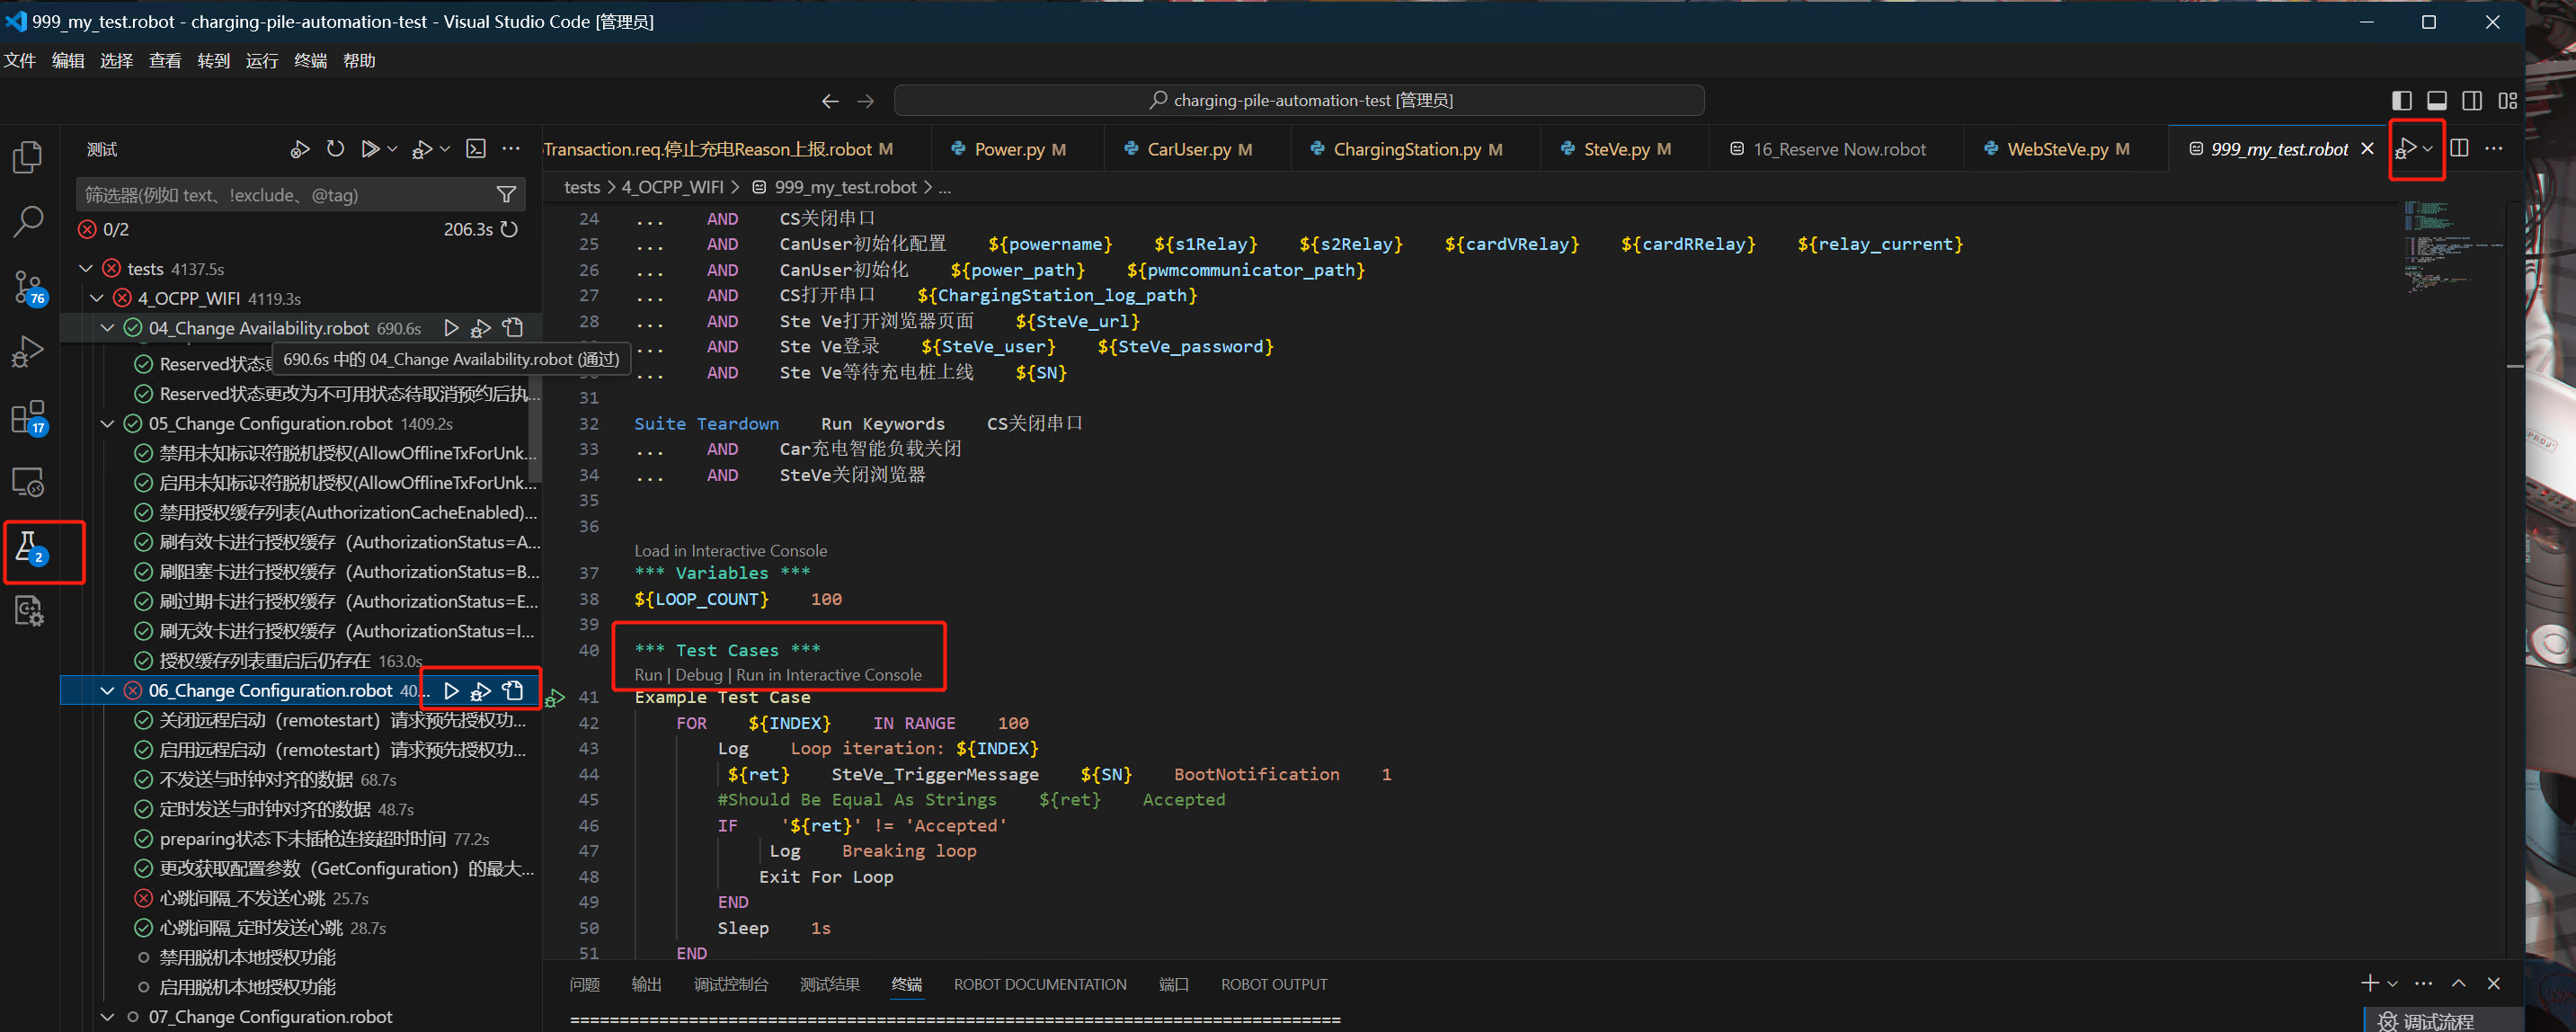 999_my_test.robot - charging-pile-automation-test - Visual Studio Code [管理员]
文件 编辑 选择 查看 转到 运行 终端 帮助
charging-pile-automation-test [管理员]
测试
Transaction.req.停止充电Reason上报.robot M
Power.py M
CarUser.py M
ChargingStation.py M
SteVe.py M
16_Reserve Now.robot
WebSteVe.py M
999_my_test.robot
tests > 4_OCPP_WIFI > 999_my_test.robot > ...
筛选器(例如 text、!exclude、@tag)
0/2
206.3s
tests 4137.5s
4_OCPP_WIFI 4119.3s
04_Change Availability.robot 690.6s
Reserved状态更
690.6s 中的 04_Change Availability.robot (通过)
Reserved状态更改为不可用状态待取消预约后执...
05_Change Configuration.robot 1409.2s
禁用未知标识符脱机授权(AllowOfflineTxForUnk...
启用未知标识符脱机授权(AllowOfflineTxForUnk...
禁用授权缓存列表(AuthorizationCacheEnabled)...
刷有效卡进行授权缓存（AuthorizationStatus=A...
刷阻塞卡进行授权缓存（AuthorizationStatus=B...
刷过期卡进行授权缓存（AuthorizationStatus=E...
刷无效卡进行授权缓存（AuthorizationStatus=I...
授权缓存列表重启后仍存在 163.0s
06_Change Configuration.robot 40...
关闭远程启动（remotestart）请求预先授权功...
启用远程启动（remotestart）请求预先授权功...
不发送与时钟对齐的数据 68.7s
定时发送与时钟对齐的数据 48.7s
preparing状态下未插枪连接超时时间 77.2s
更改获取配置参数（GetConfiguration）的最大...
心跳间隔_不发送心跳 25.7s
心跳间隔_定时发送心跳 28.7s
禁用脱机本地授权功能
启用脱机本地授权功能
07_Change Configuration.robot
76
17
2
24 ... AND CS关闭串口
25 ... AND CanUser初始化配置 ${powername} ${s1Relay} ${s2Relay} ${cardVRelay} ${cardRRelay} ${relay_current}
26 ... AND CanUser初始化 ${power_path} ${pwmcommunicator_path}
27 ... AND CS打开串口 ${ChargingStation_log_path}
28 ... AND Ste Ve打开浏览器页面 ${SteVe_url}
... AND Ste Ve登录 ${SteVe_user} ${SteVe_password}
... AND Ste Ve等待充电桩上线 ${SN}
31
32 Suite Teardown Run Keywords CS关闭串口
33 ... AND Car充电智能负载关闭
34 ... AND SteVe关闭浏览器
35
36
Load in Interactive Console
37 *** Variables ***
38 ${LOOP_COUNT} 100
39
40 *** Test Cases ***
Run | Debug | Run in Interactive Console
41 Example Test Case
42 FOR ${INDEX} IN RANGE 100
43 Log Loop iteration: ${INDEX}
44 ${ret} SteVe_TriggerMessage ${SN} BootNotification 1
45 #Should Be Equal As Strings ${ret} Accepted
46 IF '${ret}' != 'Accepted'
47 Log Breaking loop
48 Exit For Loop
49 END
50 Sleep 1s
51 END
问题 输出 调试控制台 测试结果 终端 ROBOT DOCUMENTATION 端口 ROBOT OUTPUT
==============================================================================
调试流程